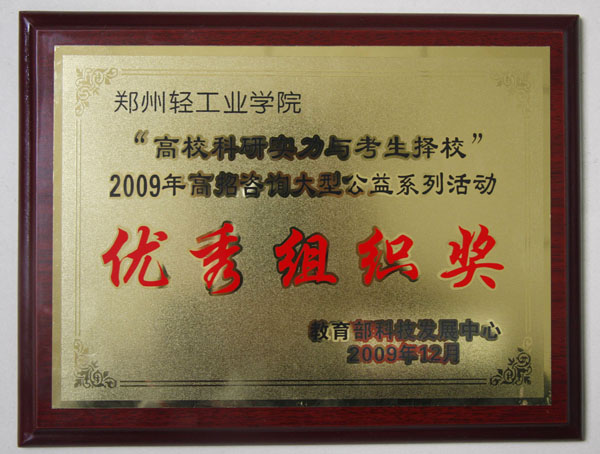 郑州轻工业学院
“高校科研实力与考生择校”
2009年高招咨询大型公益系列活动
优秀组织奖
教育部科技发展中心
2009年12月